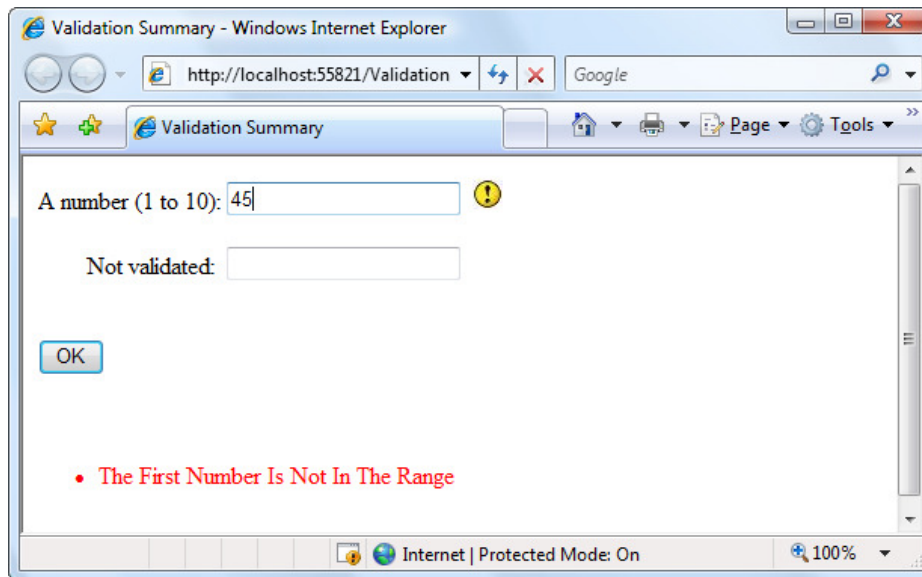 Validation Summary - Windows Internet Explorer
http://localhost:55821/Validation Google
Validation Summary Page Tools »
A number (1 to 10): 45
Not validated:
OK
• The First Number Is Not In The Range
Internet | Protected Mode: On 100%